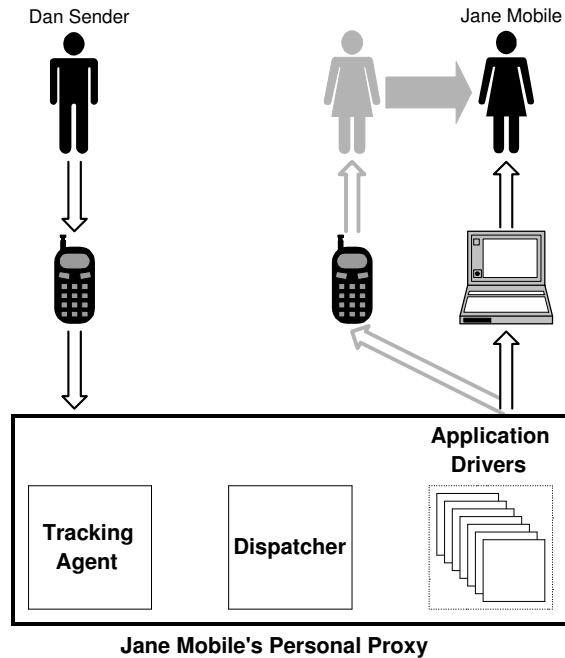 Dan Sender
Jane Mobile
Application
Drivers
Tracking
Agent
Dispatcher
Jane Mobile's Personal Proxy